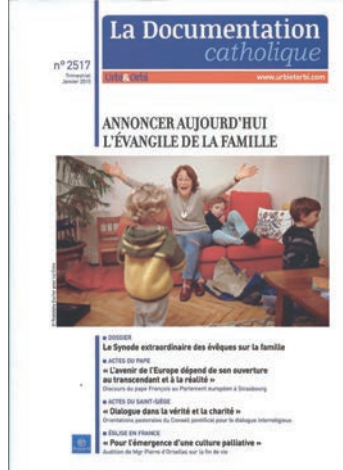 La Documentation
catholique
n° 2517
Trimestriel
Janvier 2015
Urbi&Orbi
www.urbietorbi.com
ANNONCER AUJOURD'HUI
L'ÉVANGILE DE LA FAMILLE
DOSSIER
Le Synode extraordinaire des évêques sur la famille
ACTES DU PAPE
« L'avenir de l'Europe dépend de son ouverture
au transcendant et à la réalité »
Discours du pape François au Parlement européen à Strasbourg
ACTES DU SAINT-SIÈGE
« Dialogue dans la vérité et la charité »
Orientations pastorales du Conseil pontifical pour le dialogue interreligieux
ÉGLISE EN FRANCE
« Pour l'émergence d'une culture palliative »
Audition de Mgr Pierre d'Ornellas sur la fin de vie